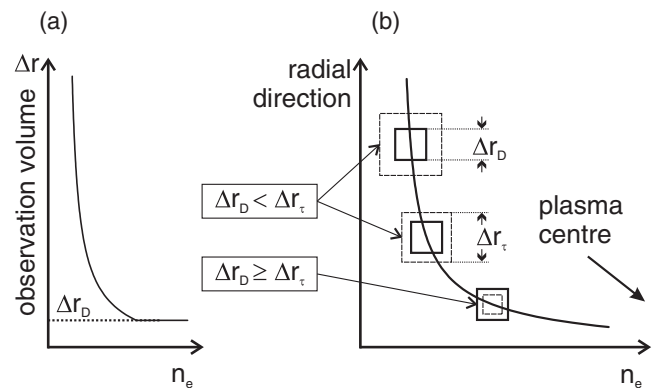 (a)
Δr
observation volume
Δr_D
n_e
(b)
radial
direction
Δr_D
Δr_D < Δr_τ
Δr_τ
plasma
centre
Δr_D ≥ Δr_τ
n_e